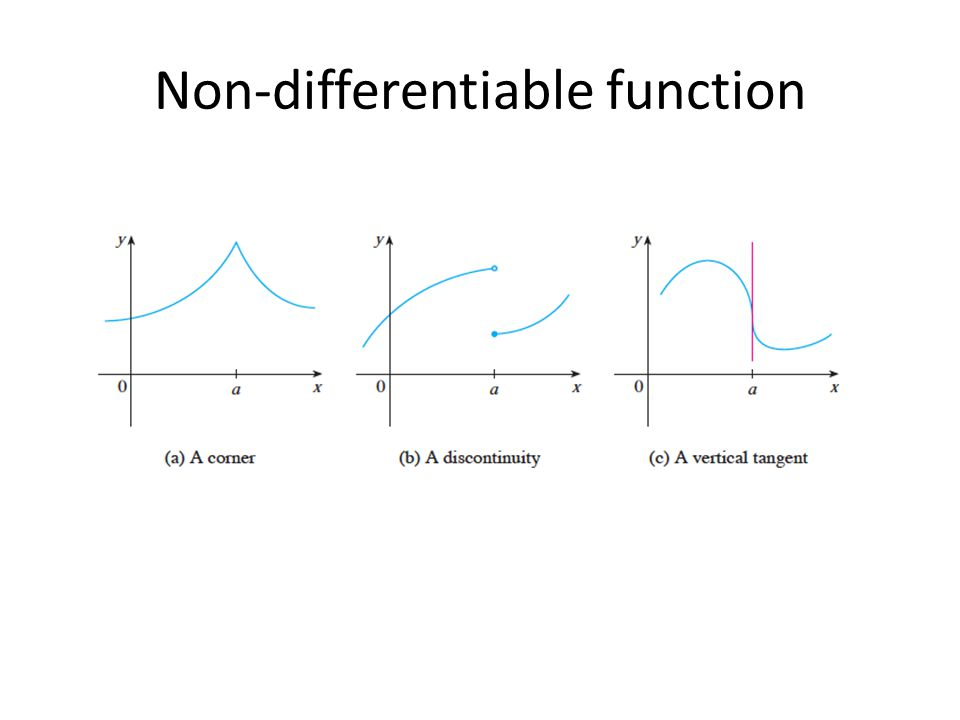 Non-differentiable function
y
0
a
x
(a) A corner
y
0
a
x
(b) A discontinuity
y
0
a
x
(c) A vertical tangent